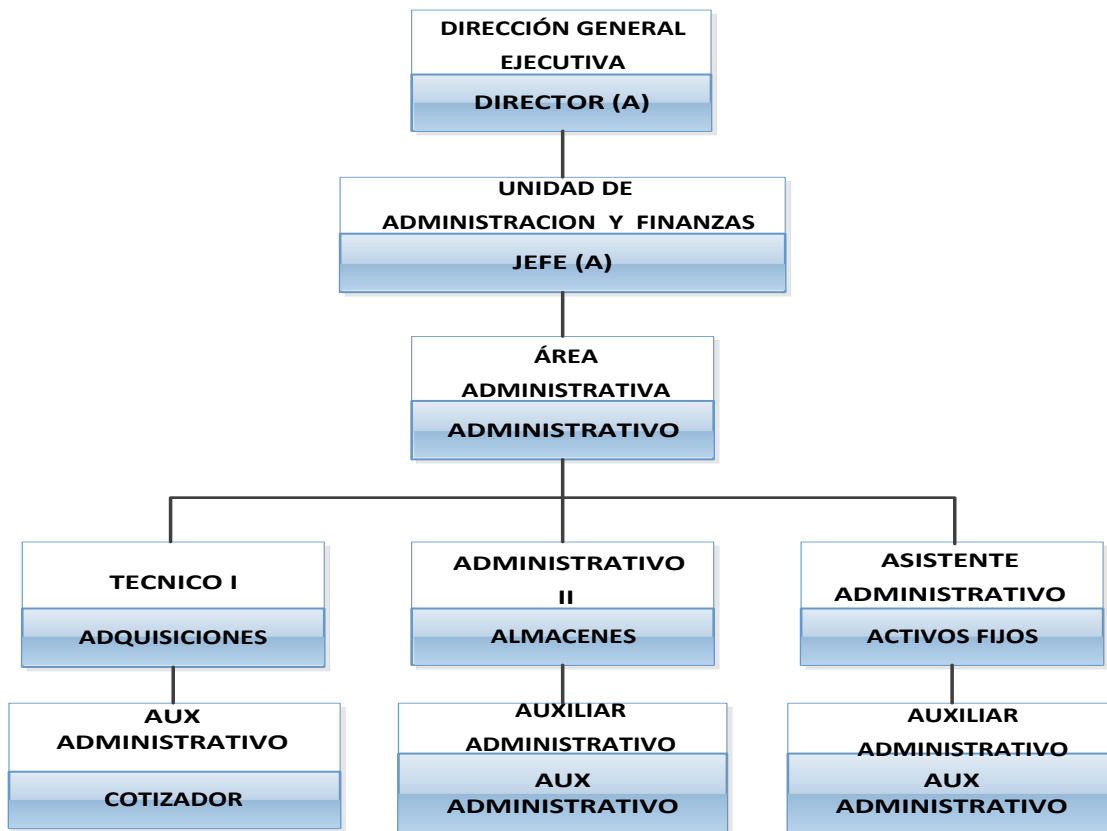 DIRECCIÓN GENERAL
EJECUTIVA
DIRECTOR (A)
UNIDAD DE
ADMINISTRACION Y FINANZAS
JEFE (A)
ÁREA
ADMINISTRATIVA
ADMINISTRATIVO
TECNICO I
ADQUISICIONES
ADMINISTRATIVO
II
ALMACENES
ASISTENTE
ADMINISTRATIVO
ACTIVOS FIJOS
AUX
ADMINISTRATIVO
COTIZADOR
AUXILIAR
ADMINISTRATIVO
AUX
ADMINISTRATIVO
AUXILIAR
ADMINISTRATIVO
AUX
ADMINISTRATIVO